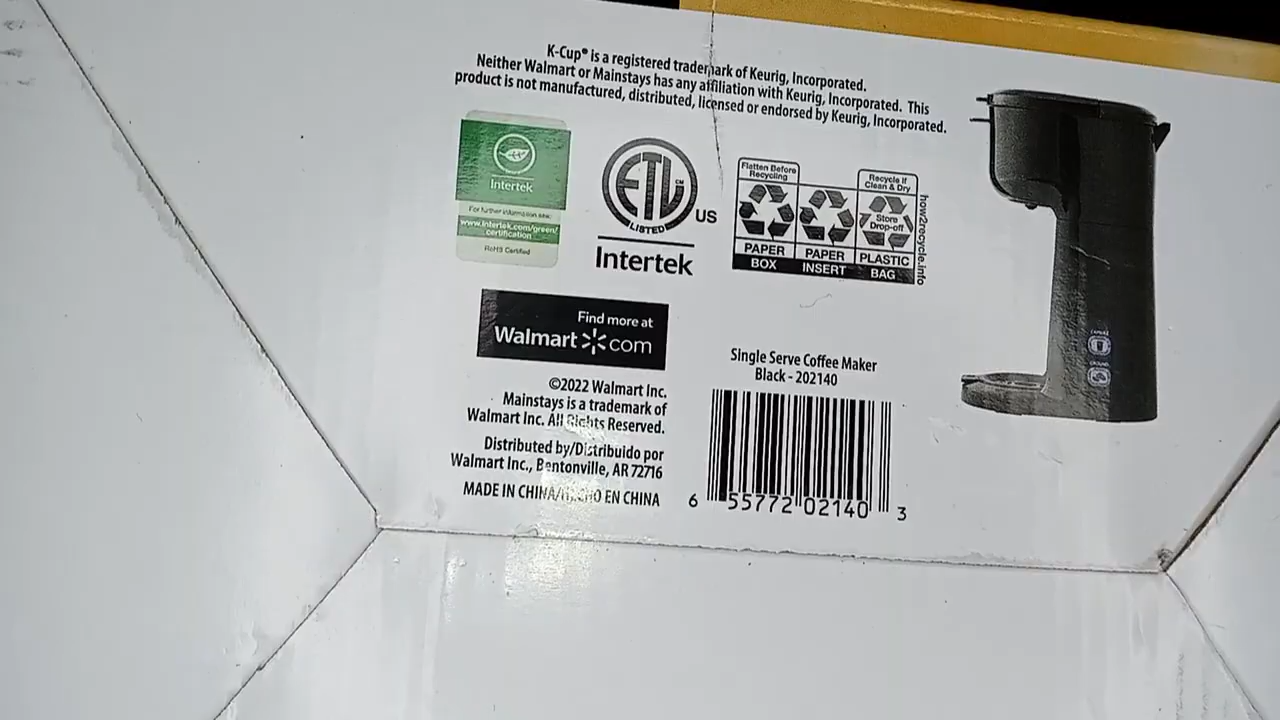 K-Cup® is a registered trademark of Keurig, Incorporated.
Neither Walmart or Mainstays has any affiliation with Keurig, Incorporated. This
product is not manufactured, distributed, licensed or endorsed by Keurig, Incorporated.
Intertek
For further information see:
www.intertek.com/green/
certification
RoHS Certified
ETL CM
LISTED
US
Intertek
Flatten Before
Recycling
PAPER
BOX
PAPER
INSERT
Recycle If
Clean & Dry
Store
Drop-off
PLASTIC
BAG
how2recycle.info
Find more at
Walmart com
©2022 Walmart Inc.
Mainstays is a trademark of
Walmart Inc. All Rights Reserved.
Distributed by/Distribuido por
Walmart Inc., Bentonville, AR 72716
MADE IN CHINA/HECHO EN CHINA
Single Serve Coffee Maker
Black - 202140
6 55772 02140 3